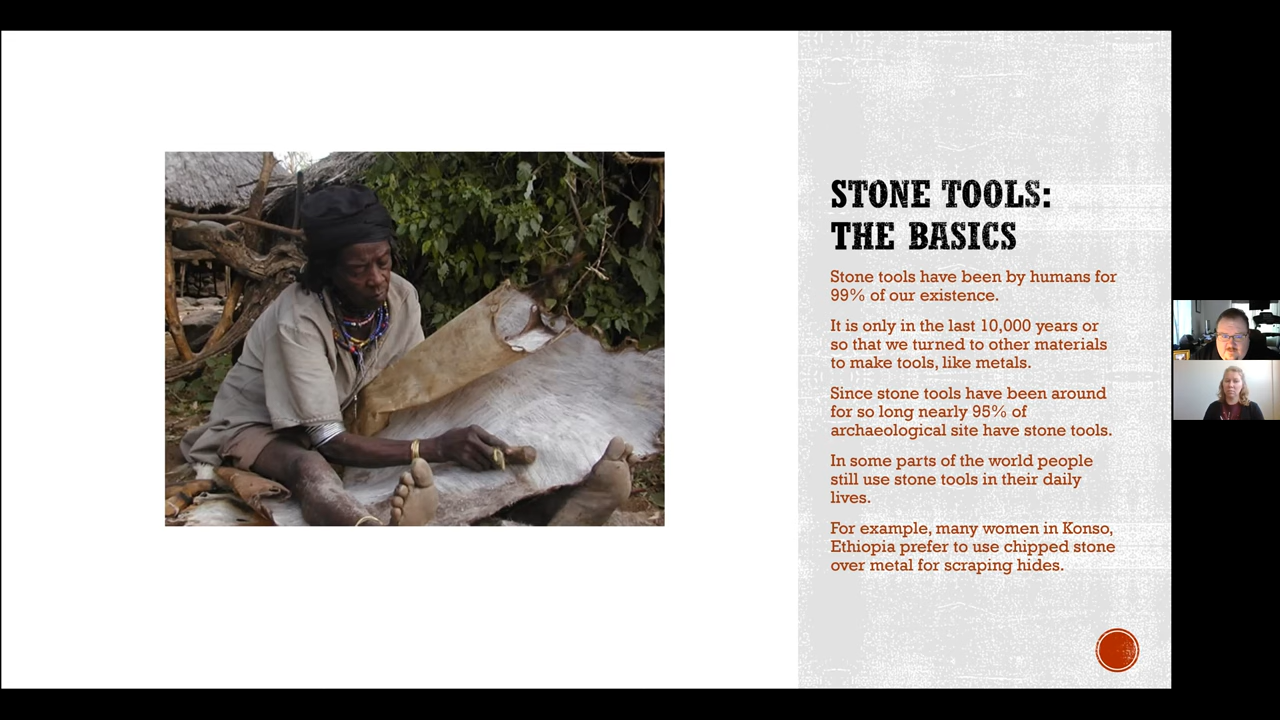 STONE TOOLS:
THE BASICS
Stone tools have been by humans for
99% of our existence.
It is only in the last 10,000 years or
so that we turned to other materials
to make tools, like metals.
Since stone tools have been around
for so long nearly 95% of
archaeological site have stone tools.
In some parts of the world people
still use stone tools in their daily
lives.
For example, many women in Konso,
Ethiopia prefer to use chipped stone
over metal for scraping hides.